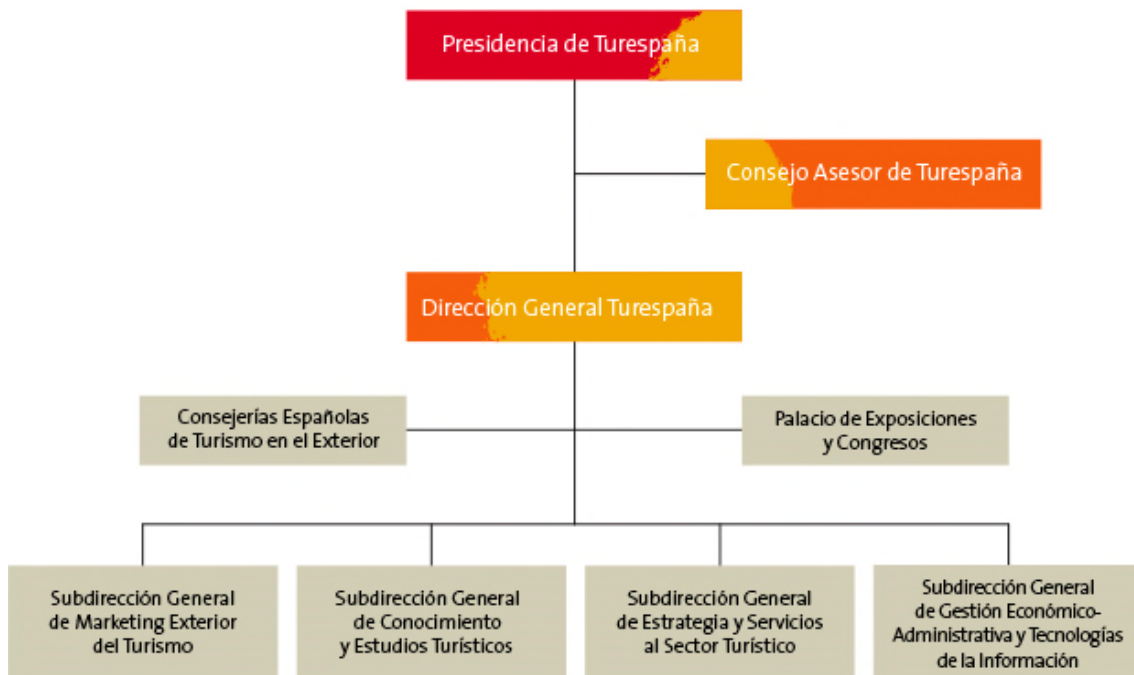 Presidencia de Turespaña
Consejo Asesor de Turespaña
Dirección General Turespaña
Consejerías Españolas
de Turismo en el Exterior
Palacio de Exposiciones
y Congresos
Subdirección General
de Marketing Exterior
del Turismo
Subdirección General
de Conocimiento
y Estudios Turísticos
Subdirección General
de Estrategia y Servicios
al Sector Turístico
Subdirección General
de Gestión Económico-
Administrativa y Tecnologías
de la Información